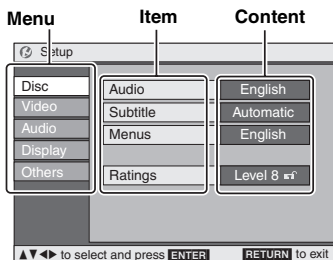 Menu Item Content
Setup
Disc Audio English
Video Subtitle Automatic
Audio Menus English
Display
Others Ratings Level 8
▲▼◀▶ to select and press ENTER RETURN to exit